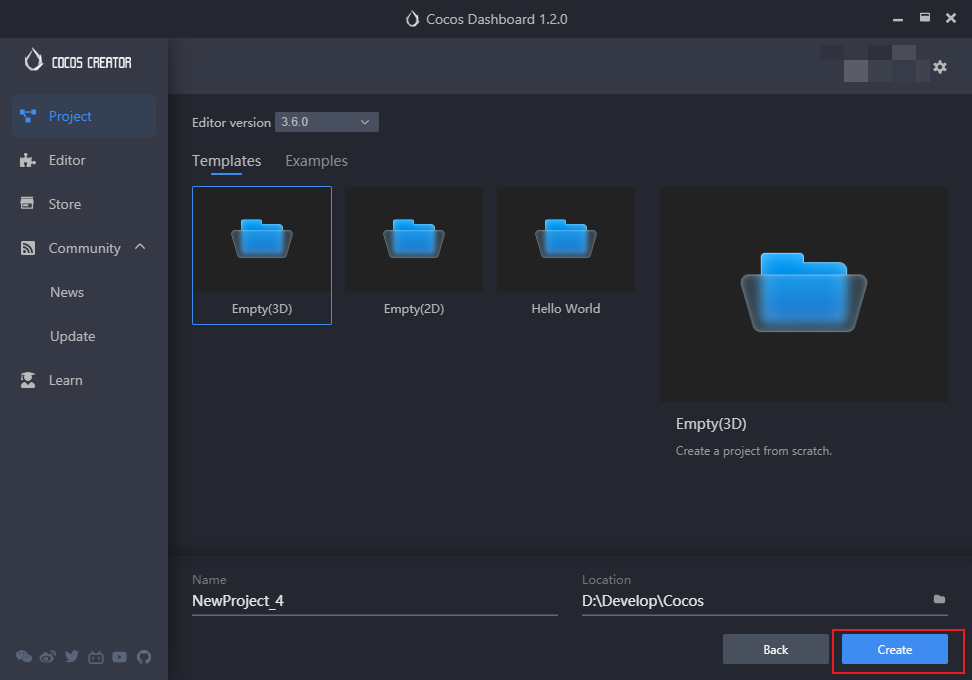 Cocos Dashboard 1.2.0
COCOS CREATOR
Project
Editor
Store
Community
News
Update
Learn
Editor version 3.6.0
Templates Examples
Empty(3D) Empty(2D) Hello World
Empty(3D)
Create a project from scratch.
Name
NewProject_4
Location
D:\Develop\Cocos
Back Create